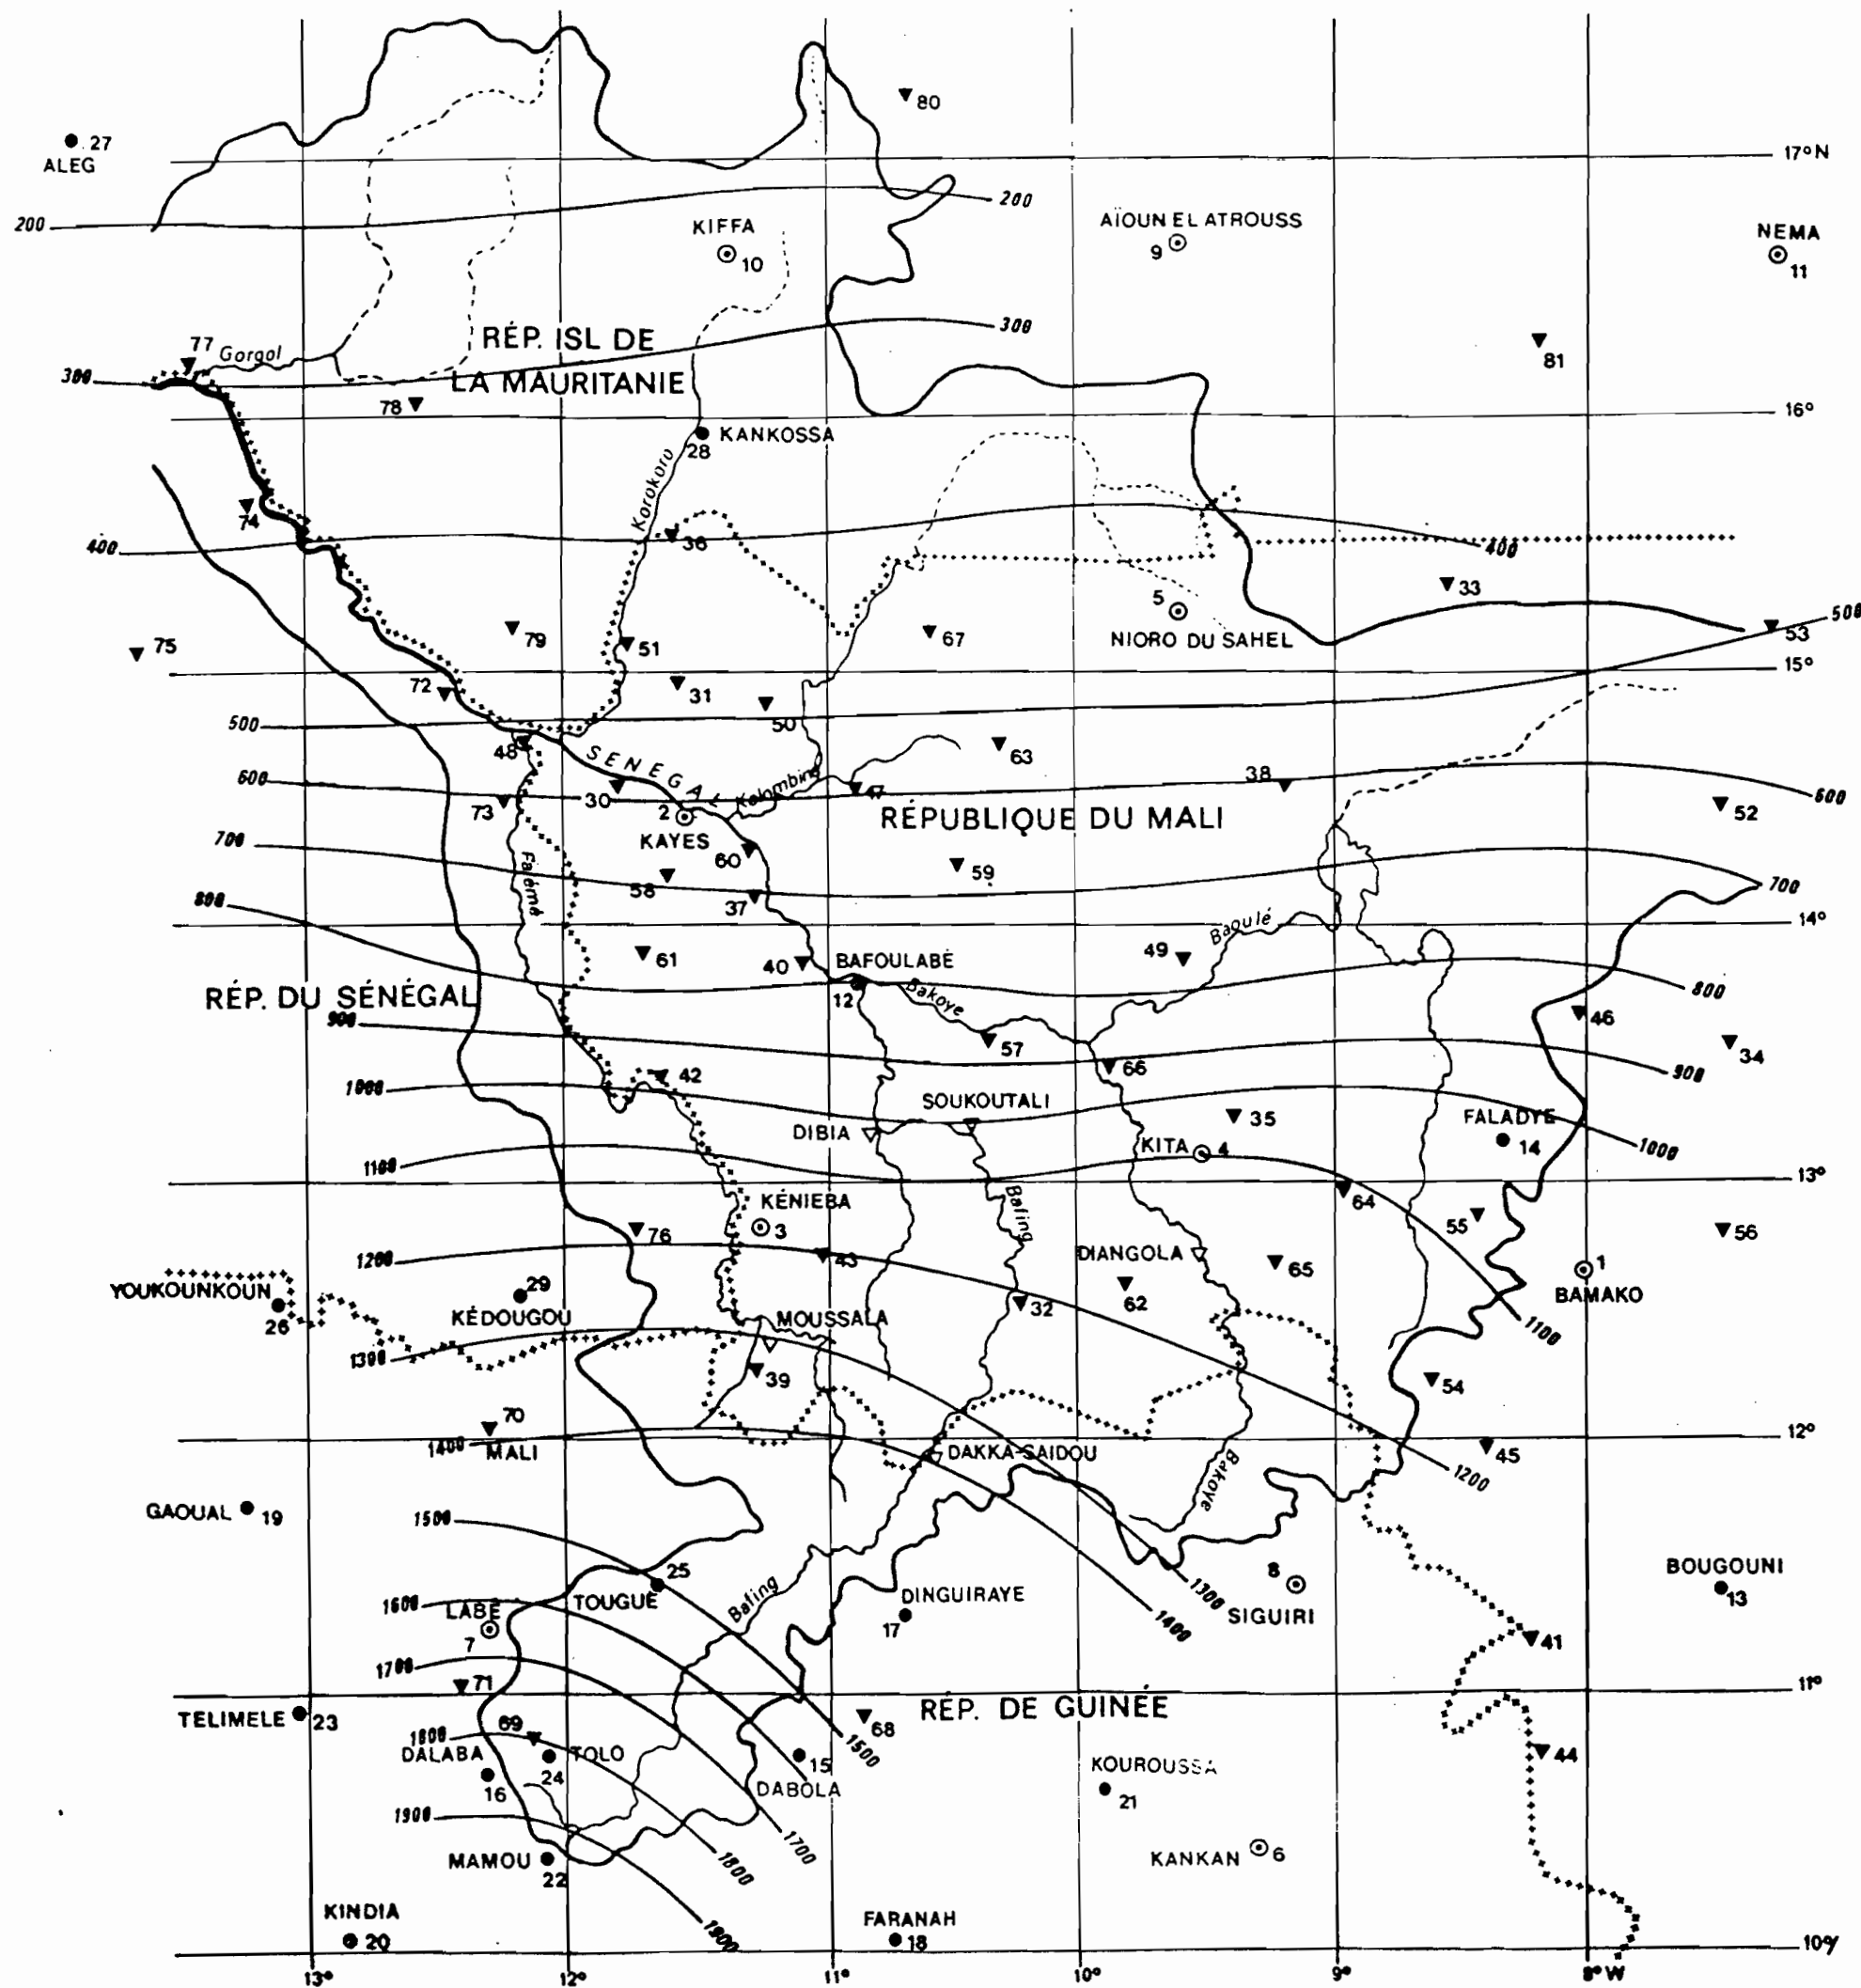 80
27
ALEG
17°N
200
200
KIFFA
10
AÏOUN EL ATROUSS
9
NEMA
11
RÉP. ISL DE
LA MAURITANIE
300
77
Gorgol
300
81
78
16°
KANKOSSA
28
Korokoro
74
400
36
400
33
5
NIORO DU SAHEL
500
53
75
79
51
67
15°
72
31
50
500
48
SENEGAL
63
600
73
30
2
KAYES
Kolombiné
47
38
RÉPUBLIQUE DU MALI
600
52
700
60
58
37
59
Falémé
700
800
14°
61
40
BAFOULABÉ
12
Bakoye
49
Baoulé
RÉP. DU SÉNÉGAL
800
900
57
46
34
66
900
1000
42
SOUKOUTALI
DIBIA
35
FALADYE
14
KITA
4
1000
1100
13°
KÉNIEBA
3
Bafing
64
55
56
76
1200
43
DIANGOLA
65
1
BAMAKO
YOUKOUNKOUN
26
29
KÉDOUGOU
MOUSSALA
32
62
1100
1300
39
54
70
MALI
1400
12°
DAKKA-SAIDOU
Bakoye
45
1200
GAOUAL
19
1500
25
TOUGUÉ
1600
LABÉ
7
Bafing
DINGUIRAYE
17
1300
1400
8
SIGUIRI
BOUGOUNI
13
41
1700
71
11°
TELIMELE
23
RÉP. DE GUINÉE
68
69
1800
DALABA
16
TOLO
24
15
DABOLA
1500
KOUROUSSA
21
44
1900
1700
1800
MAMOU
22
KANKAN
6
KINDIA
20
1900
FARANAH
18
10°
13°
12°
11°
10°
9°
8° W